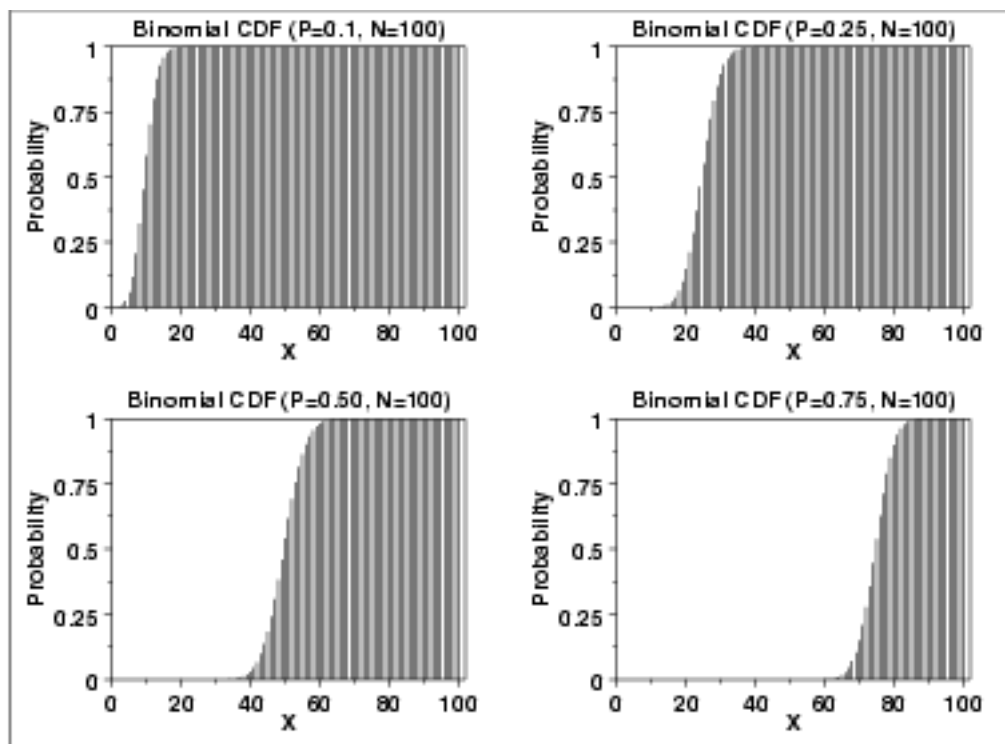 Binomial CDF (P=0.1, N=100)
1
0.75
0.5
0.25
0
Probability
0 20 40 60 80 100
X
Binomial CDF (P=0.25, N=100)
1
0.75
0.5
0.25
0
Probability
0 20 40 60 80 100
X
Binomial CDF (P=0.50, N=100)
1
0.75
0.5
0.25
0
Probability
0 20 40 60 80 100
X
Binomial CDF (P=0.75, N=100)
1
0.75
0.5
0.25
0
Probability
0 20 40 60 80 100
X